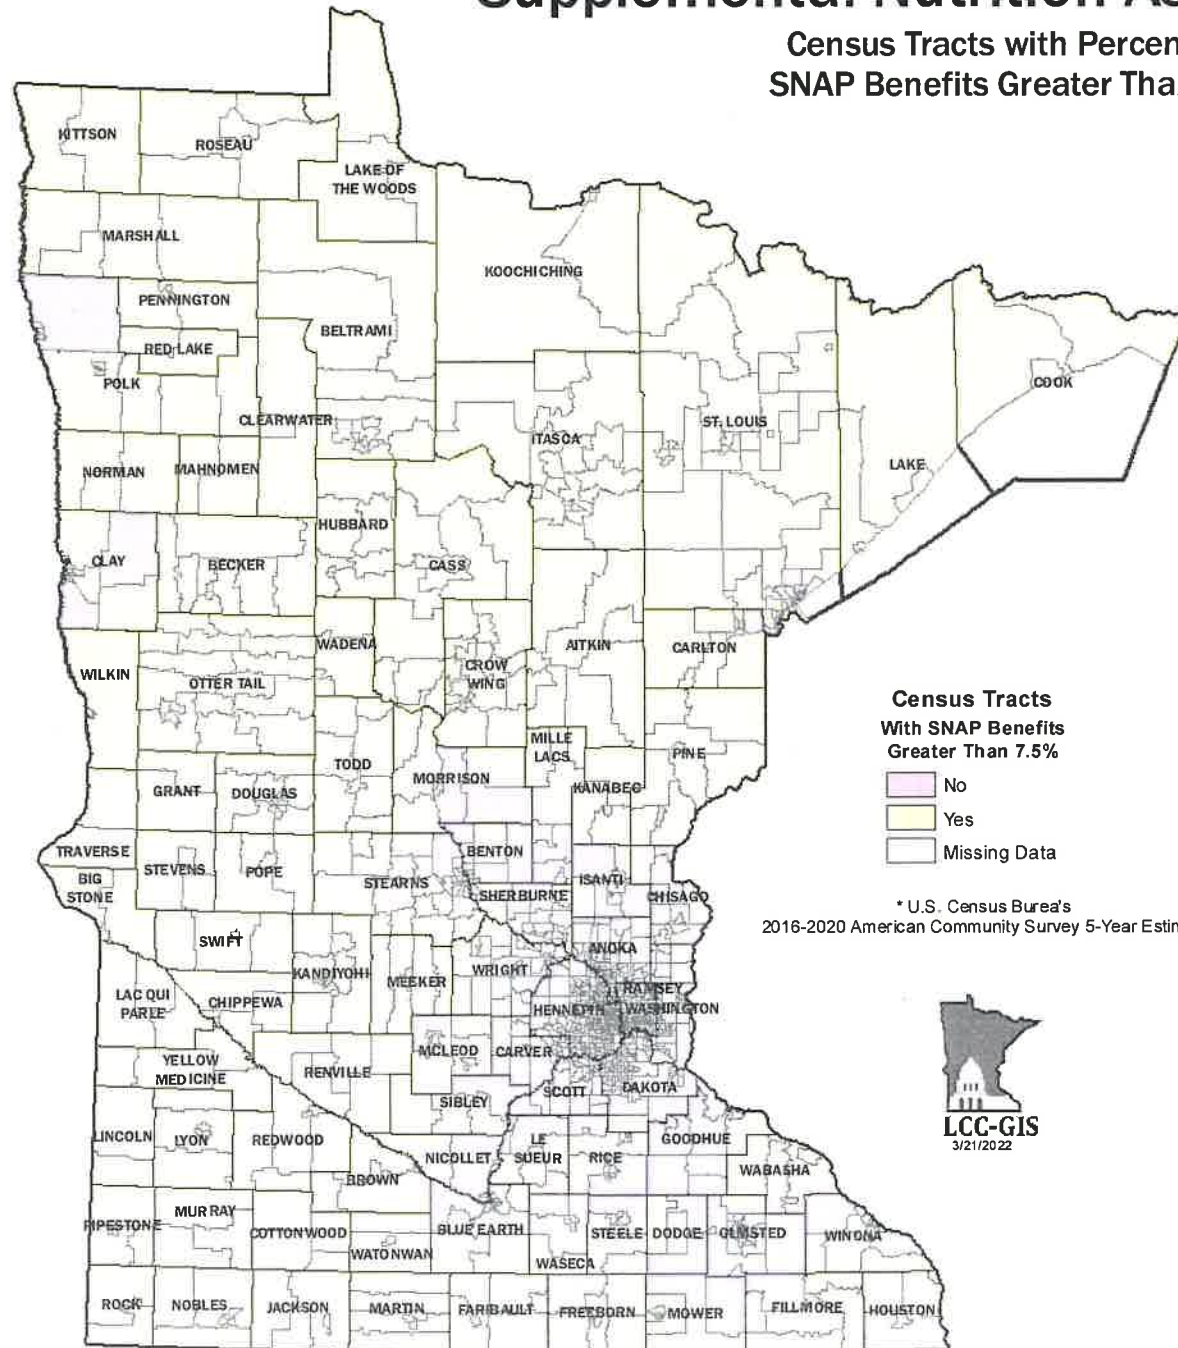 Supplemental Nutrition As
Census Tracts with Percen
SNAP Benefits Greater Tha
KITTSON
ROSEAU
LAKE OF
THE WOODS
MARSHALL
KOOCHICHING
PENNINGTON
BELTRAMI
RED LAKE
POLK
COOK
CLEARWATER
ST. LOUIS
ITASCA
NORMAN
MAHNOMEN
LAKE
HUBBARD
CLAY
BECKER
CASS
WADENA
AITKIN
CARLTON
WILKIN
OTTER TAIL
CROW
WING
Census Tracts
With SNAP Benefits
Greater Than 7.5%
No
Yes
Missing Data
MILLE
LACS
PINE
TODD
MORRISON
KANABEC
GRANT
DOUGLAS
TRAVERSE
BENTON
STEVENS
POPE
BIG
STONE
STEARNS
ISANTI
SHERBURNE
CHISAGO
* U.S. Census Burea's
2016-2020 American Community Survey 5-Year Estin
SWIFT
ANOKA
KANDIYOHI
MEEKER
WRIGHT
RAMSEY
LAC QUI
PARLE
CHIPPEWA
HENNEPIN
WASHINGTON
MCLEOD
CARVER
YELLOW
MEDICINE
RENVILLE
SCOTT
DAKOTA
SIBLEY
LCC-GIS
3/21/2022
LINCOLN
LYON
REDWOOD
NICOLLET
LE
SUEUR
RICE
GOODHUE
WABASHA
BROWN
PIPESTONE
MURRAY
COTTONWOOD
WATONWAN
BLUE EARTH
WASECA
STEELE
DODGE
OLMSTED
WINONA
ROCK
NOBLES
JACKSON
MARTIN
FARIBAULT
FREEBORN
MOWER
FILLMORE
HOUSTON